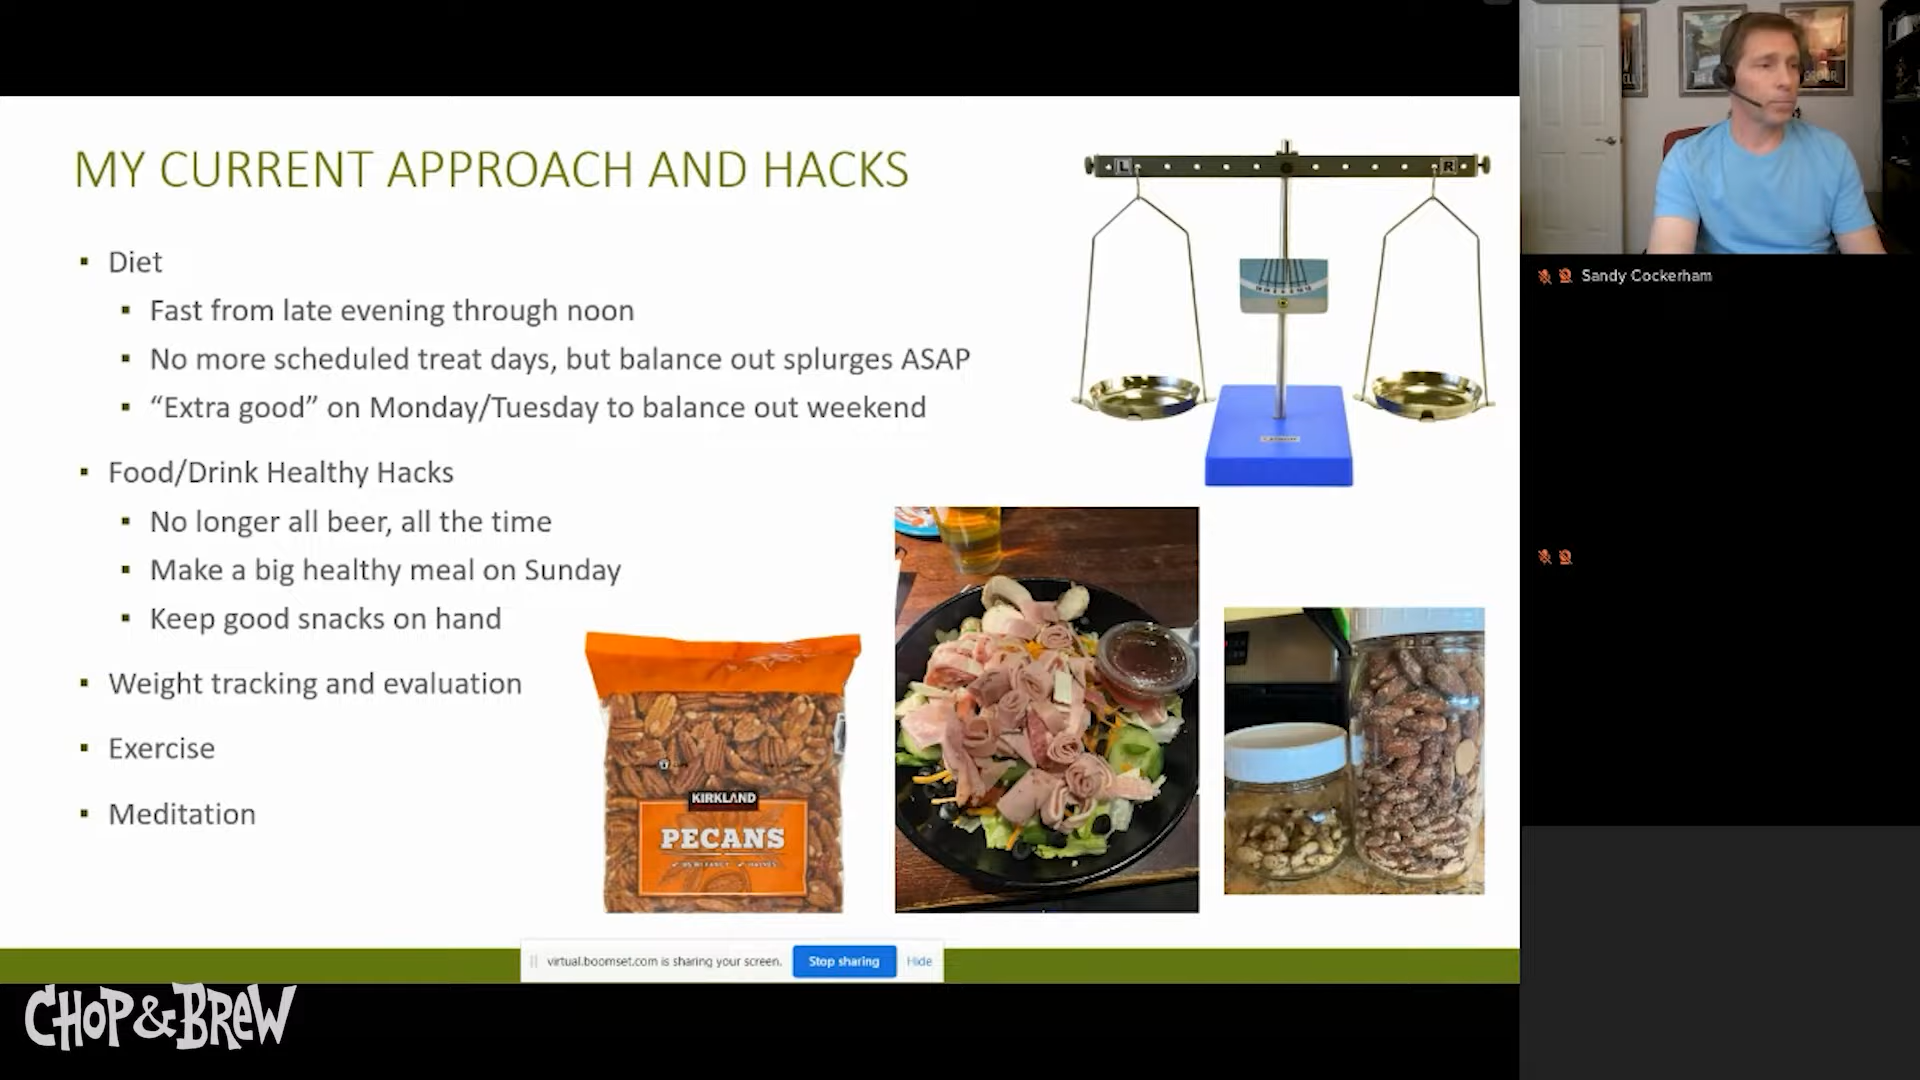 MY CURRENT APPROACH AND HACKS
Diet
Fast from late evening through noon
No more scheduled treat days, but balance out splurges ASAP
“Extra good” on Monday/Tuesday to balance out weekend
Food/Drink Healthy Hacks
No longer all beer, all the time
Make a big healthy meal on Sunday
Keep good snacks on hand
Weight tracking and evaluation
Exercise
Meditation
L
R
KIRKLAND
PECANS
virtual.boomset.com is sharing your screen.
Stop sharing
Hide
CHOP&BREW
Sandy Cockerham